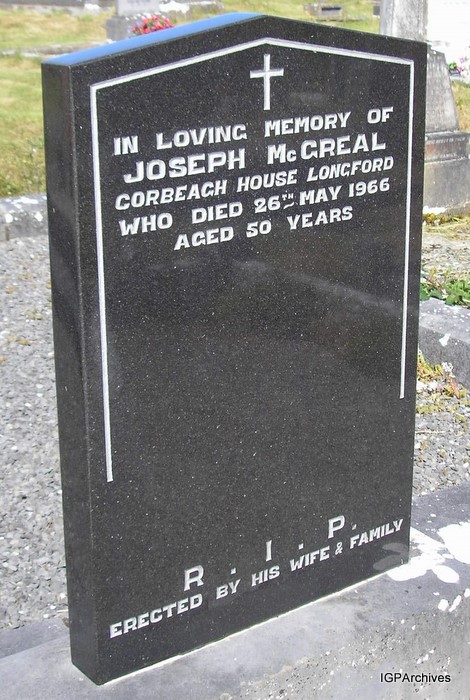 IN LOVING MEMORY OF
JOSEPH McGREAL
CORBEAGH HOUSE LONGFORD
WHO DIED 26TH MAY 1966
AGED 50 YEARS
R. I. P.
ERECTED BY HIS WIFE & FAMILY
IGPArchives